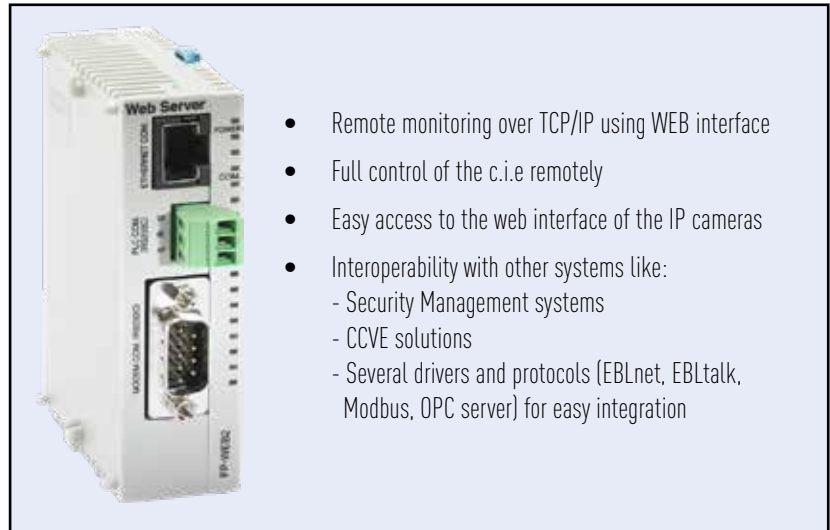 Web Server
ETHERNET COM.
POWER
COM.
PLC COM.
(RS232C)
S R G
MODEM COM. (RS232C)
FP-WEB2
• Remote monitoring over TCP/IP using WEB interface
• Full control of the c.i.e remotely
• Easy access to the web interface of the IP cameras
• Interoperability with other systems like:
- Security Management systems
- CCVE solutions
- Several drivers and protocols (EBLnet, EBLtalk,
Modbus, OPC server) for easy integration